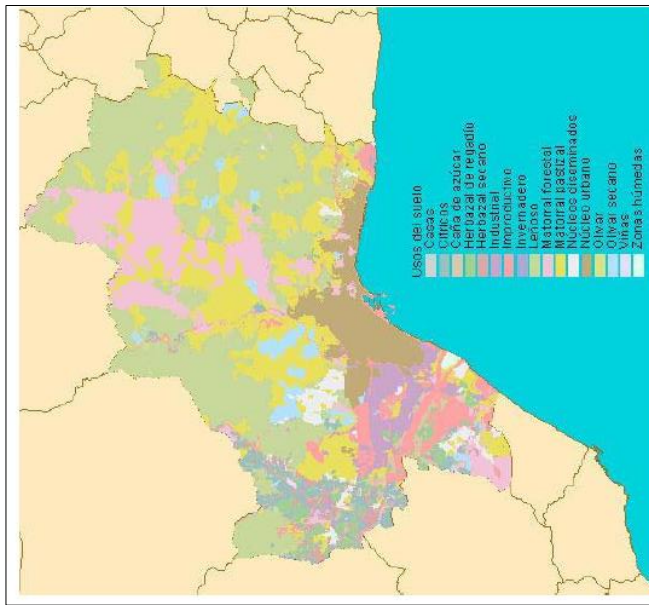 Usos del suelo
Casas
Cítricos
Caña de azúcar
Herbazal de regadío
Herbazal secano
Industrial
Improductivo
Invernadero
Leñoso
Matorral forestal
Matorral pastizal
Núcleos diseminados
Núcleo urbano
Olivar
Olivar secano
Viñas
Zonas húmedas